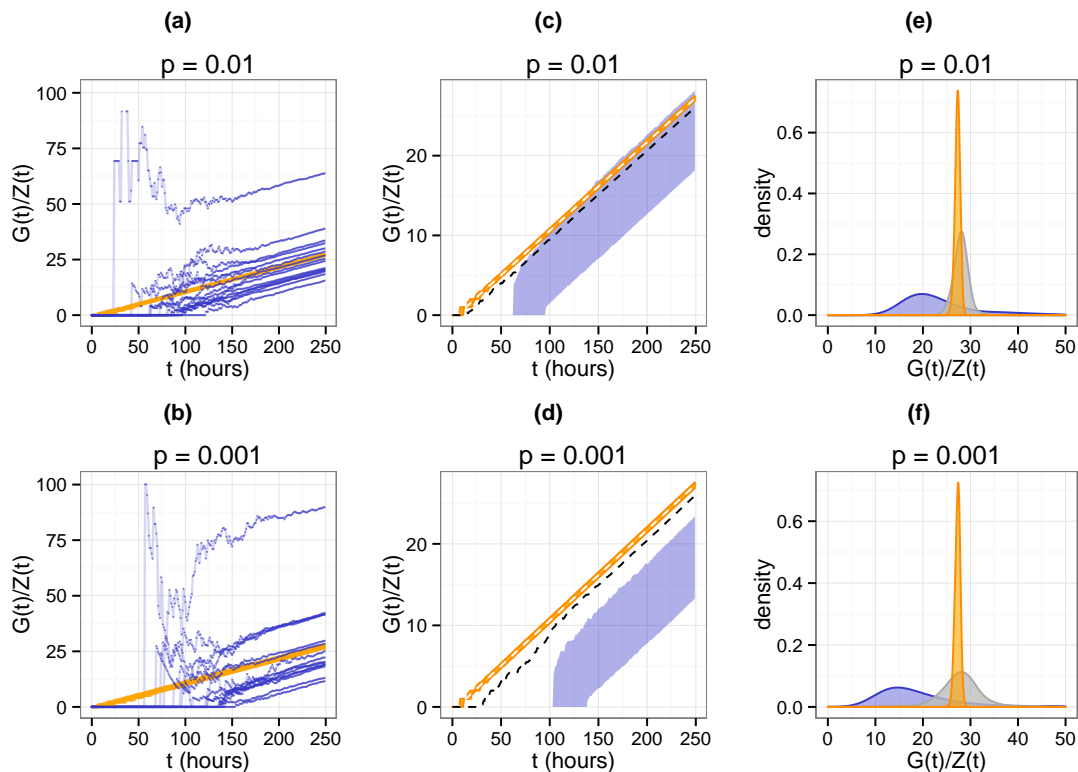 (a)
p = 0.01
G(t)/Z(t)
100
75
50
25
0
0 50 100 150 200 250
t (hours)
(c)
p = 0.01
G(t)/Z(t)
20
10
0
0 50 100 150 200 250
t (hours)
(e)
p = 0.01
density
0.6
0.4
0.2
0.0
0 10 20 30 40 50
G(t)/Z(t)
(b)
p = 0.001
G(t)/Z(t)
100
75
50
25
0
0 50 100 150 200 250
t (hours)
(d)
p = 0.001
G(t)/Z(t)
20
10
0
0 50 100 150 200 250
t (hours)
(f)
p = 0.001
density
0.6
0.4
0.2
0.0
0 10 20 30 40 50
G(t)/Z(t)